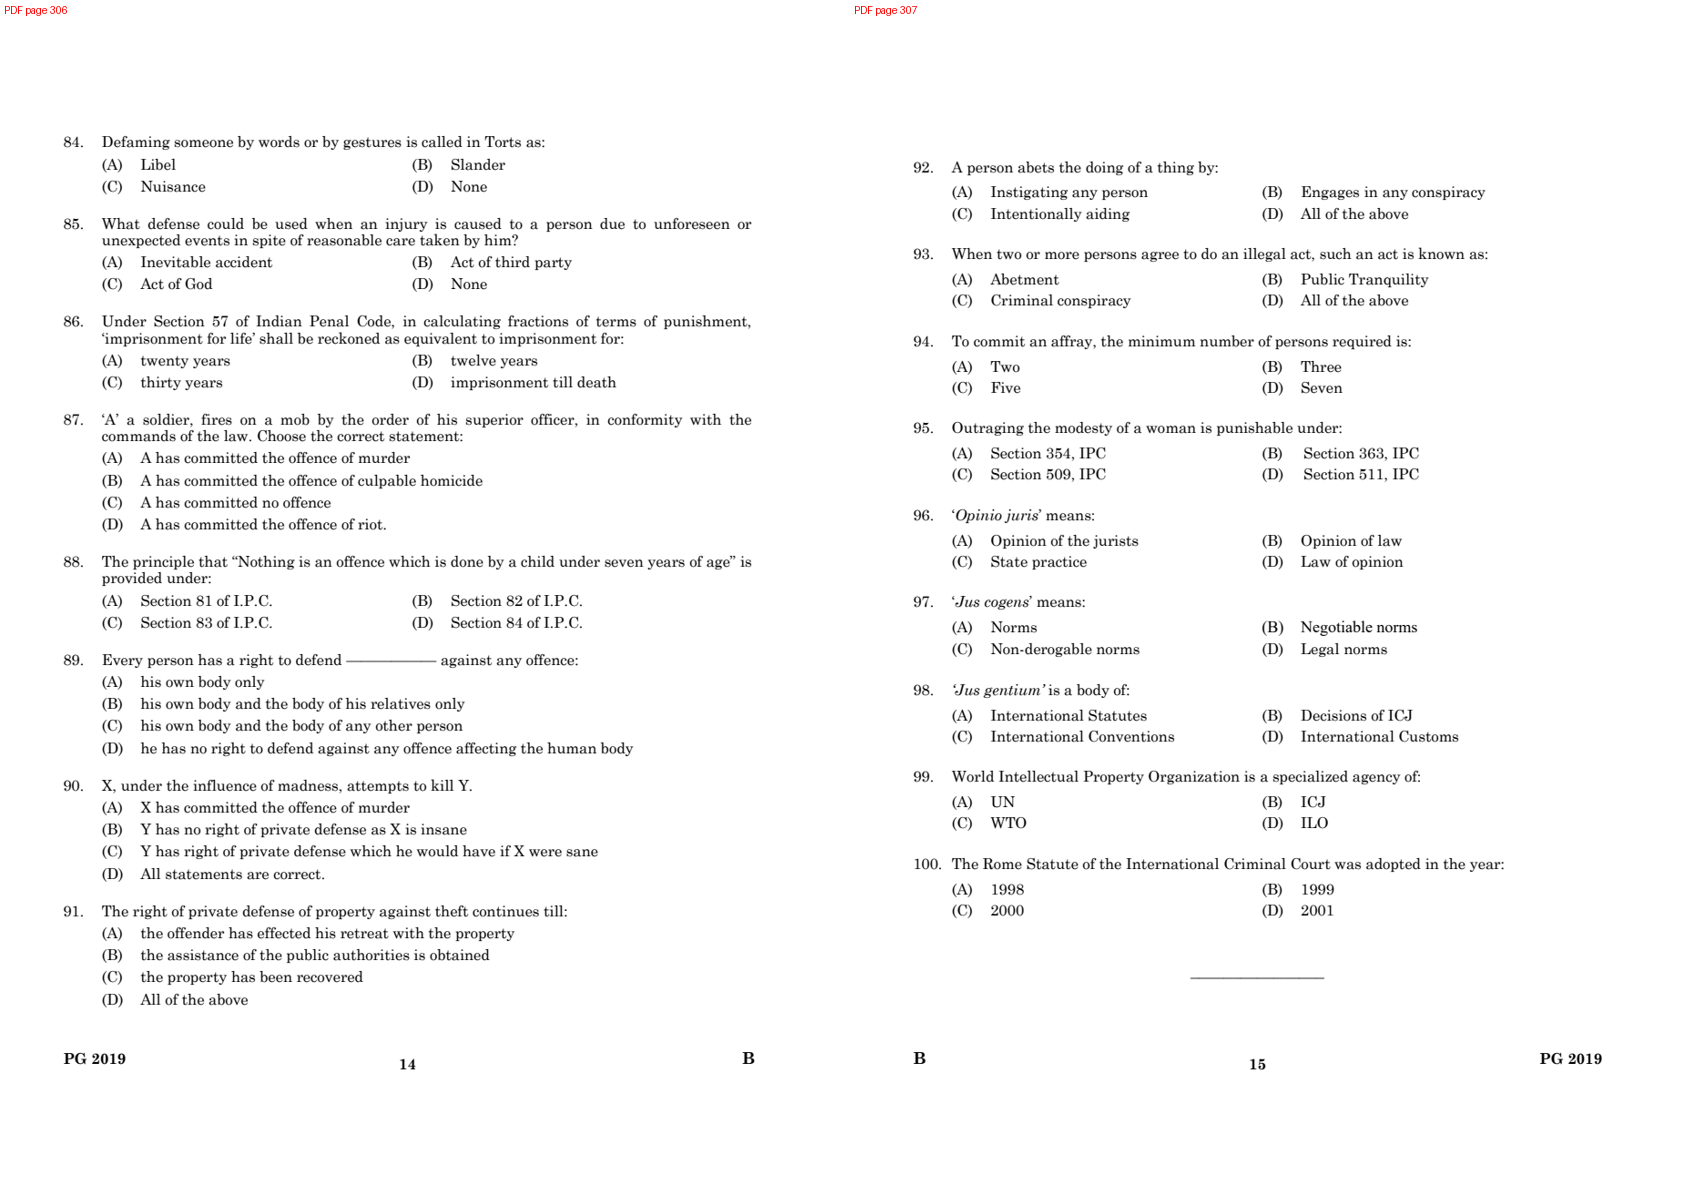 PDF page 306
84. Defaming someone by words or by gestures is called in Torts as:
(A) Libel (B) Slander
(C) Nuisance (D) None
85. What defense could be used when an injury is caused to a person due to unforeseen or
unexpected events in spite of reasonable care taken by him?
(A) Inevitable accident (B) Act of third party
(C) Act of God (D) None
86. Under Section 57 of Indian Penal Code, in calculating fractions of terms of punishment,
‘imprisonment for life’ shall be reckoned as equivalent to imprisonment for:
(A) twenty years (B) twelve years
(C) thirty years (D) imprisonment till death
87. ‘A’ a soldier, fires on a mob by the order of his superior officer, in conformity with the
commands of the law. Choose the correct statement:
(A) A has committed the offence of murder
(B) A has committed the offence of culpable homicide
(C) A has committed no offence
(D) A has committed the offence of riot.
88. The principle that “Nothing is an offence which is done by a child under seven years of age” is
provided under:
(A) Section 81 of I.P.C. (B) Section 82 of I.P.C.
(C) Section 83 of I.P.C. (D) Section 84 of I.P.C.
89. Every person has a right to defend —————— against any offence:
(A) his own body only
(B) his own body and the body of his relatives only
(C) his own body and the body of any other person
(D) he has no right to defend against any offence affecting the human body
90. X, under the influence of madness, attempts to kill Y.
(A) X has committed the offence of murder
(B) Y has no right of private defense as X is insane
(C) Y has right of private defense which he would have if X were sane
(D) All statements are correct.
91. The right of private defense of property against theft continues till:
(A) the offender has effected his retreat with the property
(B) the assistance of the public authorities is obtained
(C) the property has been recovered
(D) All of the above
PG 2019 14 B
PDF page 307
92. A person abets the doing of a thing by:
(A) Instigating any person (B) Engages in any conspiracy
(C) Intentionally aiding (D) All of the above
93. When two or more persons agree to do an illegal act, such an act is known as:
(A) Abetment (B) Public Tranquility
(C) Criminal conspiracy (D) All of the above
94. To commit an affray, the minimum number of persons required is:
(A) Two (B) Three
(C) Five (D) Seven
95. Outraging the modesty of a woman is punishable under:
(A) Section 354, IPC (B) Section 363, IPC
(C) Section 509, IPC (D) Section 511, IPC
96. ‘Opinio juris’ means:
(A) Opinion of the jurists (B) Opinion of law
(C) State practice (D) Law of opinion
97. ‘Jus cogens’ means:
(A) Norms (B) Negotiable norms
(C) Non-derogable norms (D) Legal norms
98. ‘Jus gentium’ is a body of:
(A) International Statutes (B) Decisions of ICJ
(C) International Conventions (D) International Customs
99. World Intellectual Property Organization is a specialized agency of:
(A) UN (B) ICJ
(C) WTO (D) ILO
100. The Rome Statute of the International Criminal Court was adopted in the year:
(A) 1998 (B) 1999
(C) 2000 (D) 2001
B 15 PG 2019